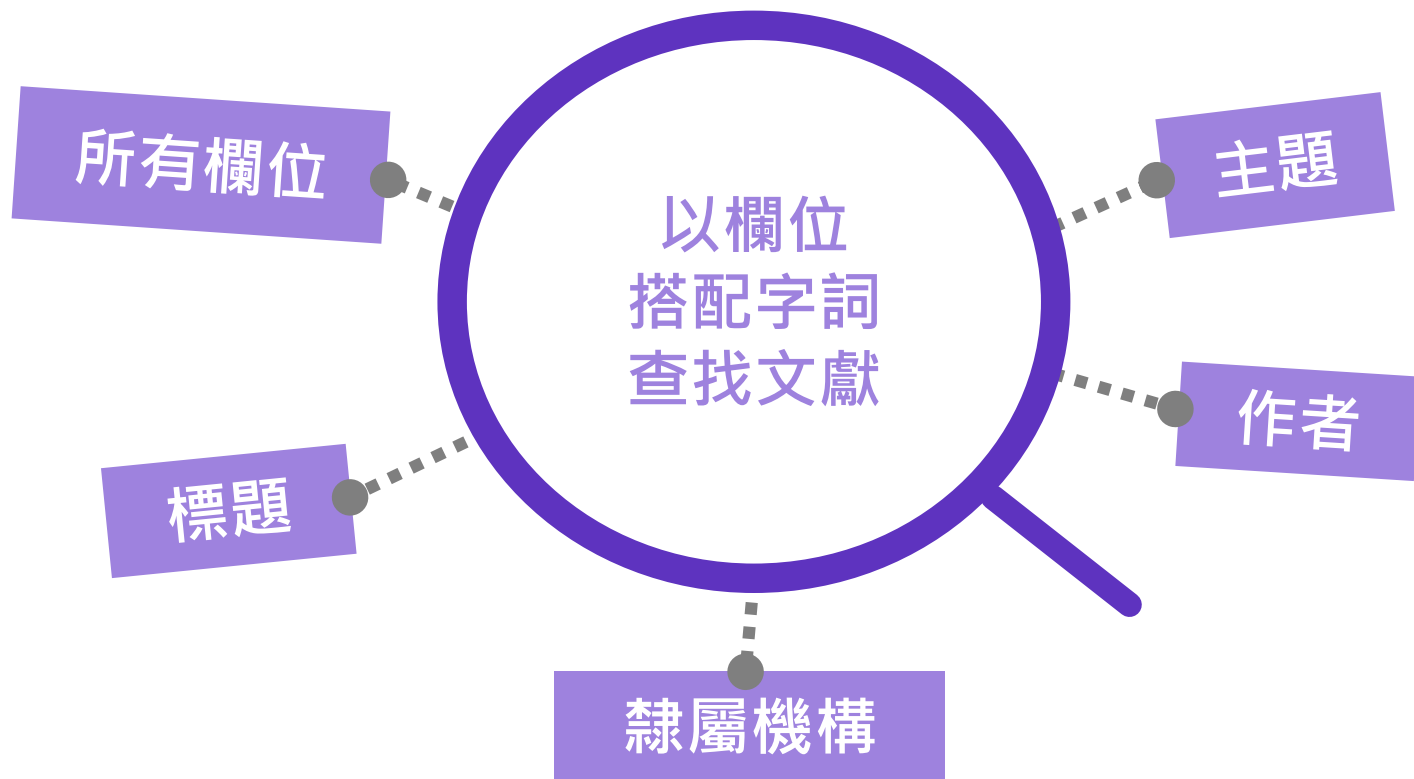 所有欄位
主題
以欄位
搭配字詞
查找文獻
作者
標題
隸屬機構